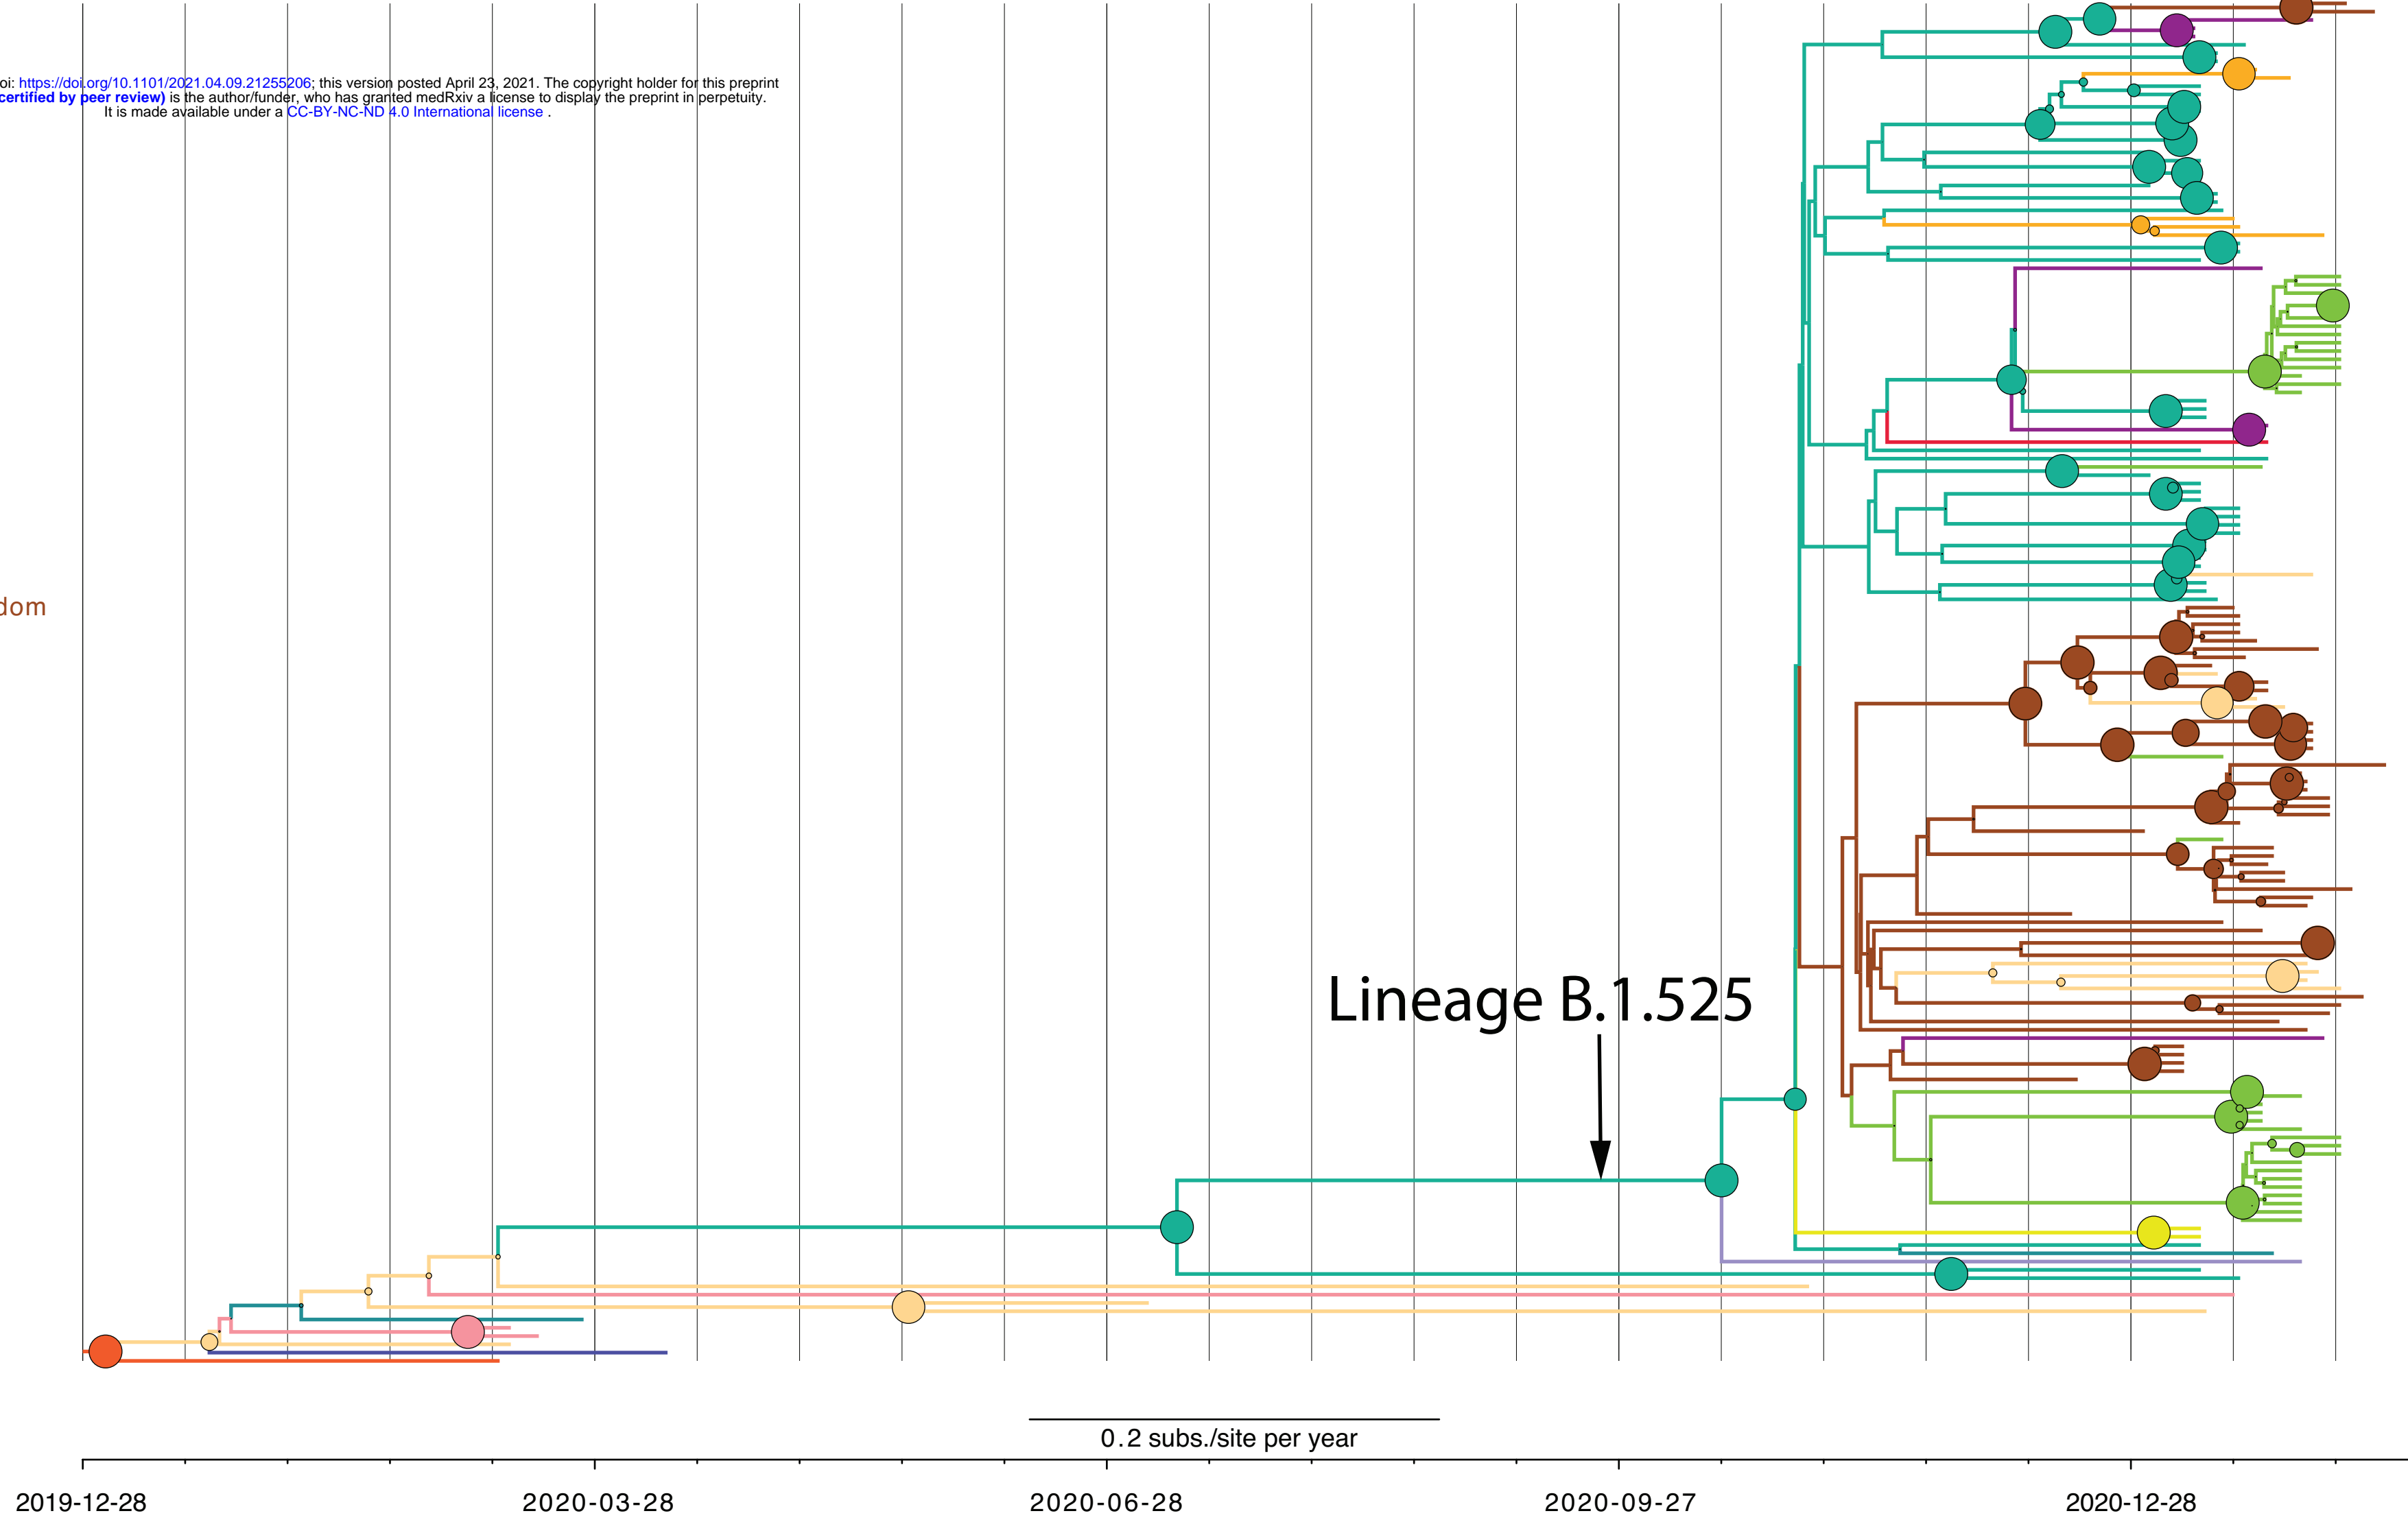 oi: https://doi.org/10.1101/2021.04.09.21255206; this version posted April 23, 2021. The copyright holder for this preprint
certified by peer review) is the author/funder, who has granted medRxiv a license to display the preprint in perpetuity.
It is made available under a CC-BY-NC-ND 4.0 International license .
dom
Lineage B.1.525
0.2 subs./site per year
2019-12-28 2020-03-28 2020-06-28 2020-09-27 2020-12-28